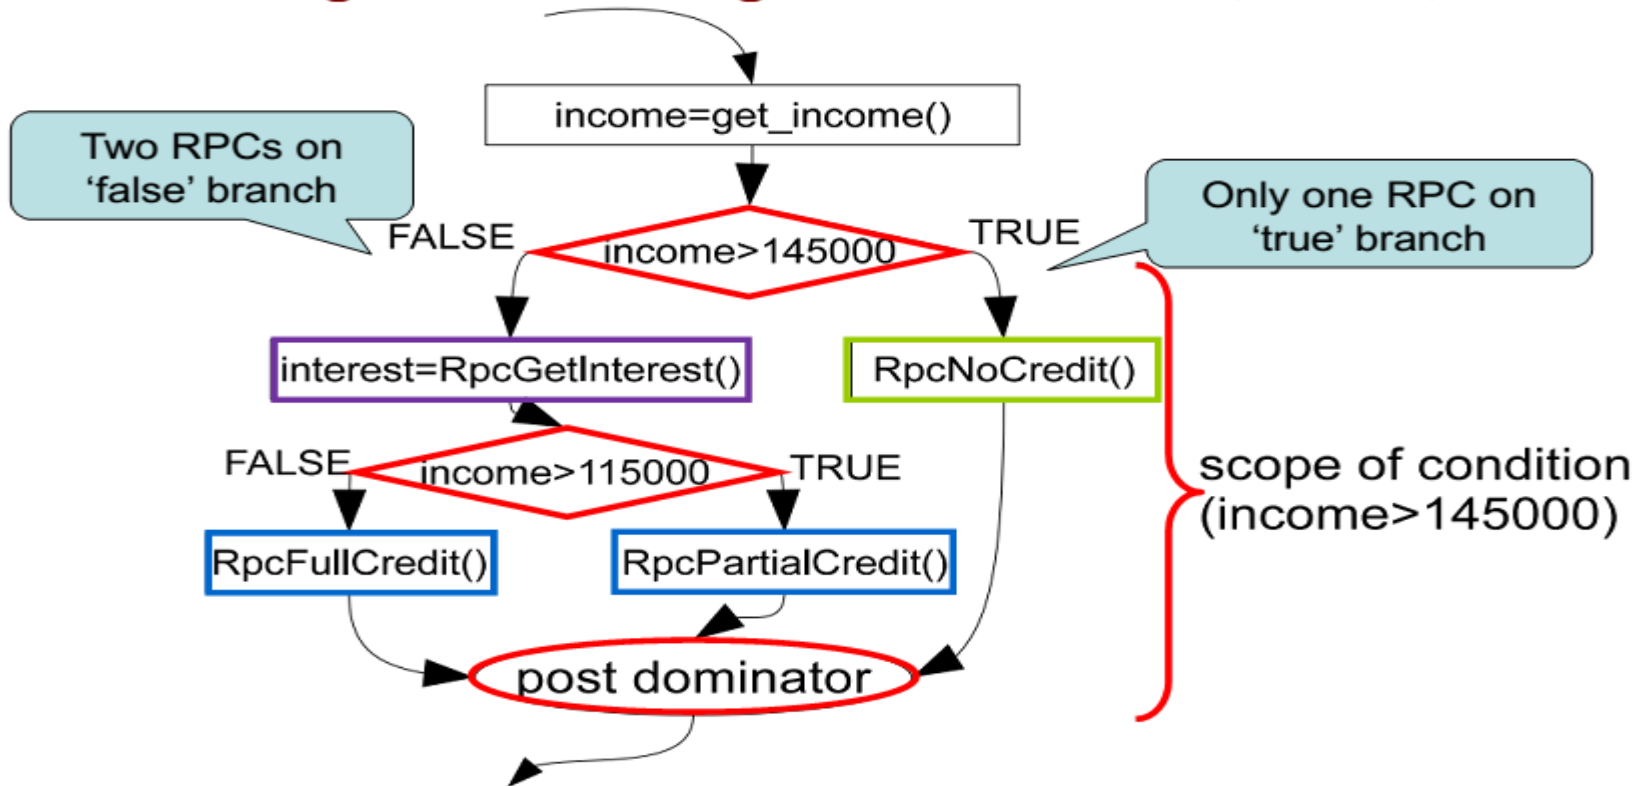 income=get_income()
Two RPCs on
‘false’ branch
Only one RPC on
‘true’ branch
FALSE
income>145000
TRUE
interest=RpcGetInterest()
RpcNoCredit()
FALSE
income>115000
TRUE
scope of condition
(income>145000)
RpcFullCredit()
RpcPartialCredit()
post dominator